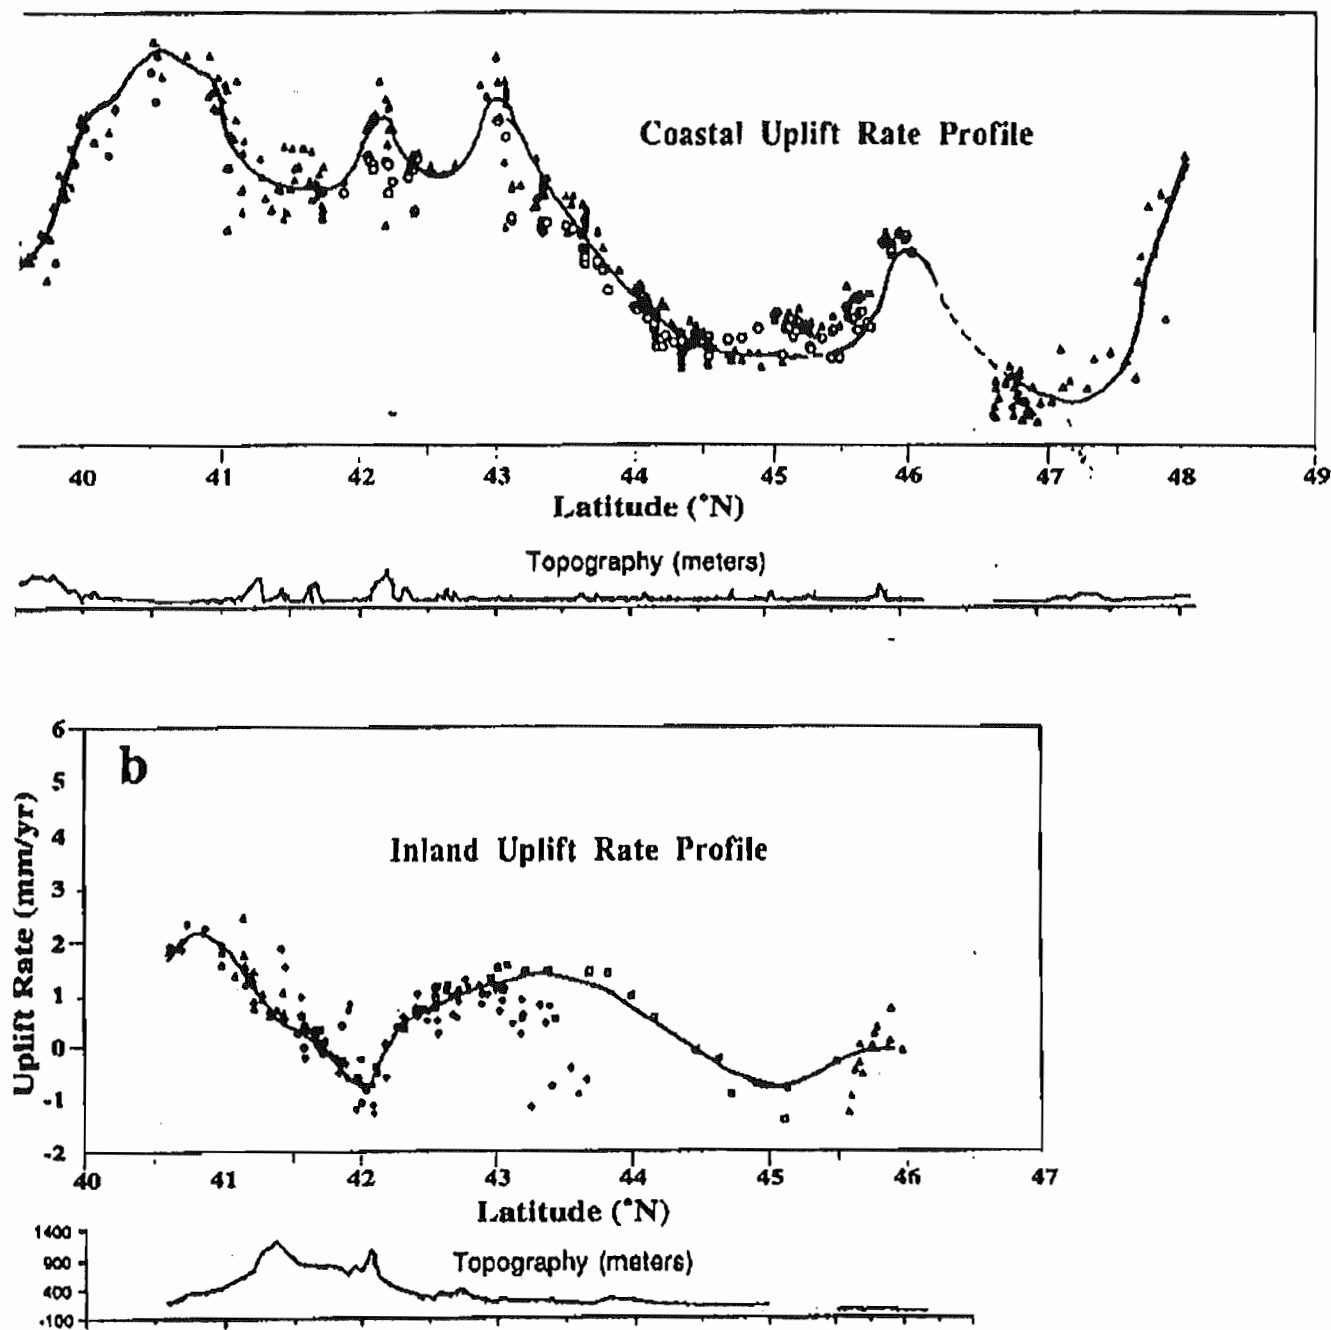 Coastal Uplift Rate Profile
40 41 42 43 44 45 46 47 48 49
Latitude (°N)
Topography (meters)
6
b
5
4
Inland Uplift Rate Profile
3
2
1
0
-1
-2
Uplift Rate (mm/yr)
40 41 42 43 44 45 46 47
Latitude (°N)
1400
Topography (meters)
900
400
-100